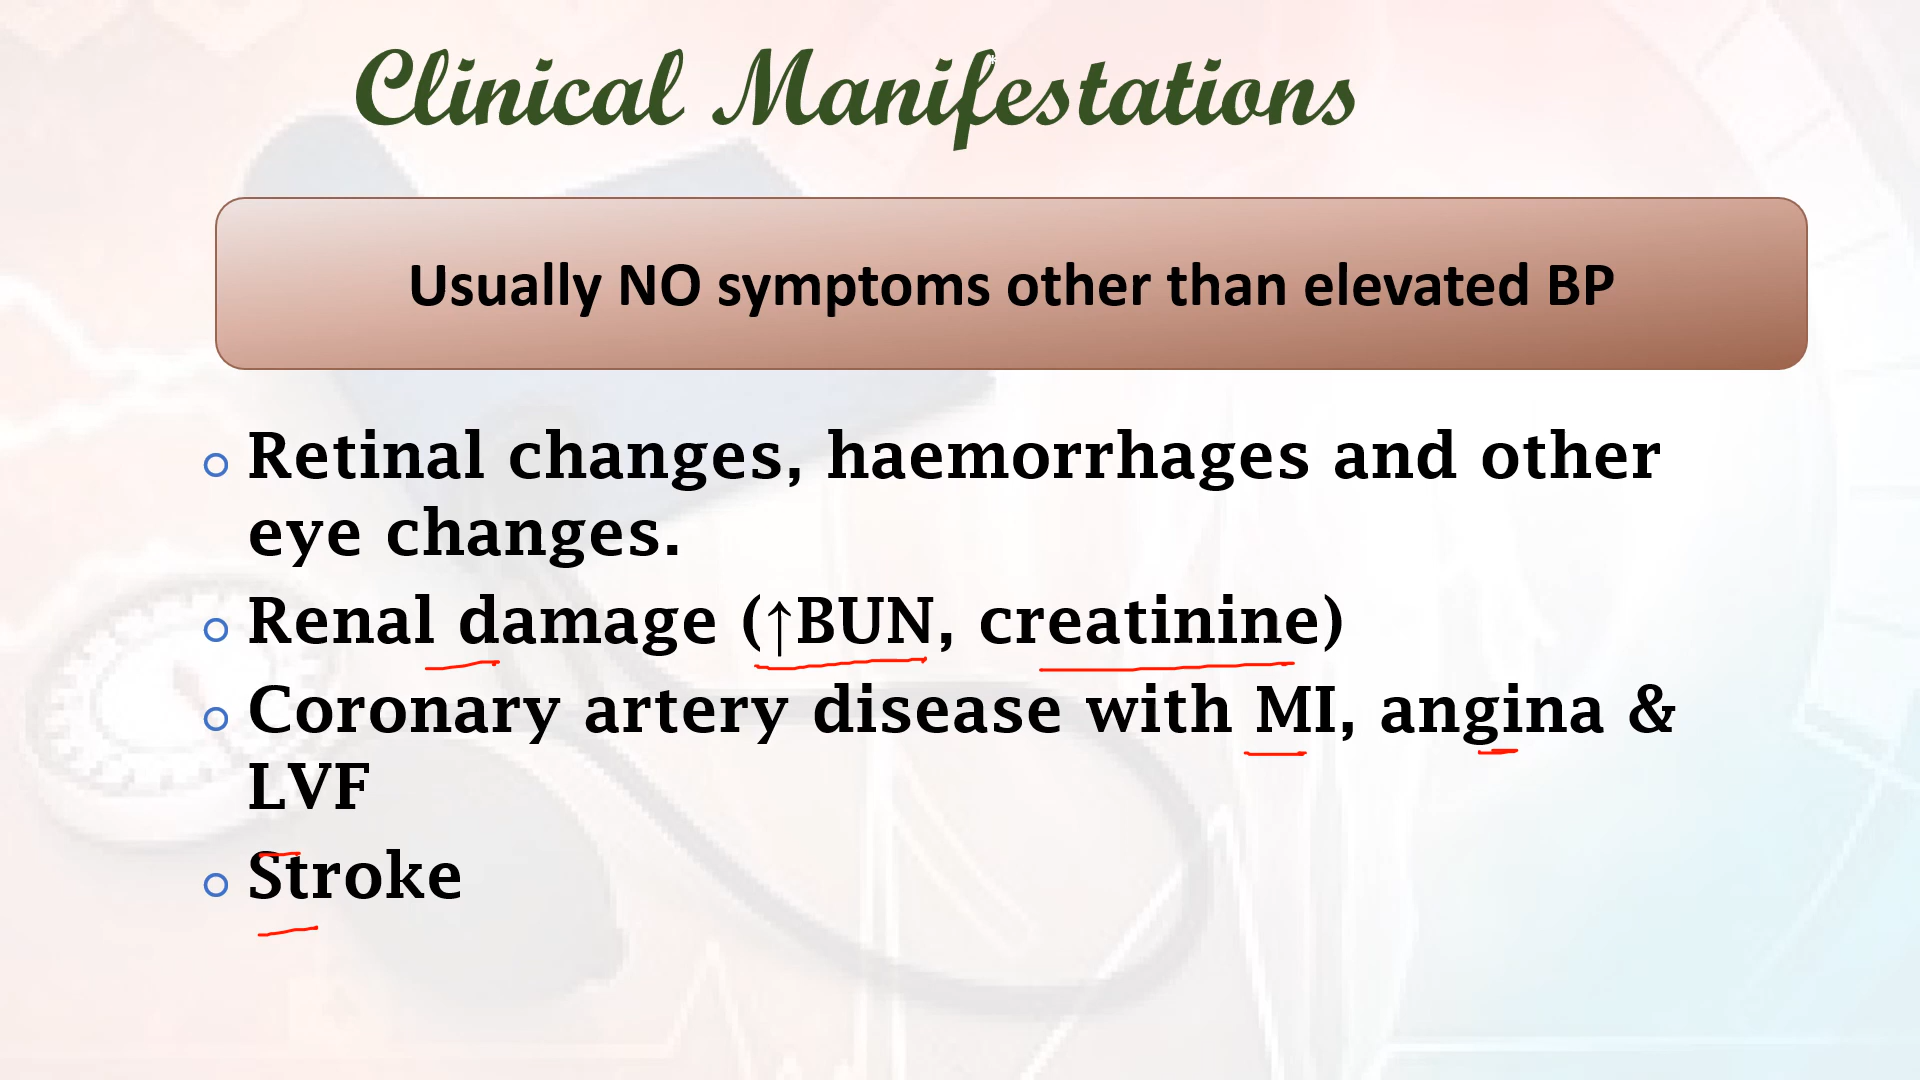 Clinical Manifestations
Usually NO symptoms other than elevated BP
Retinal changes, haemorrhages and other
eye changes.
Renal damage (↑BUN, creatinine)
Coronary artery disease with MI, angina &
LVF
Stroke